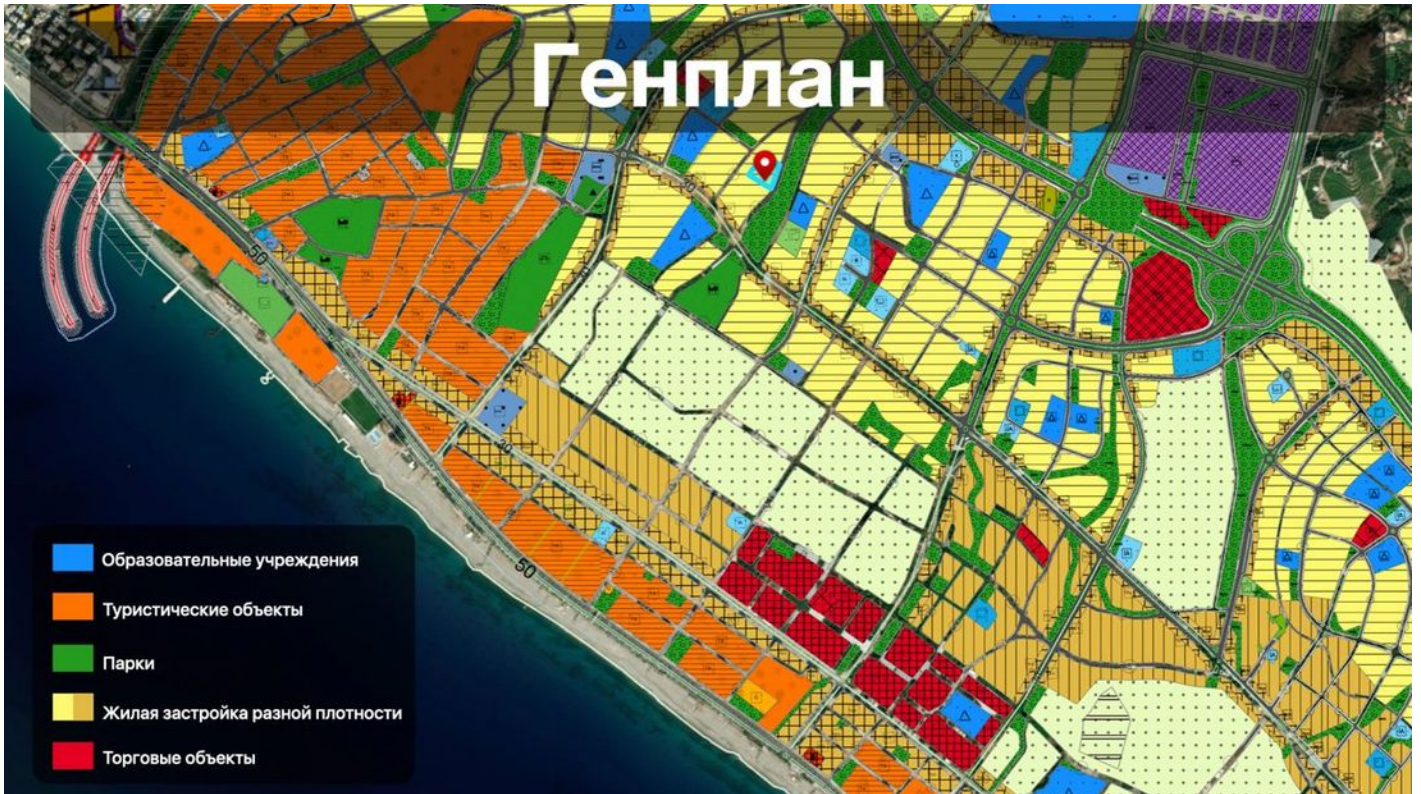 Генплан
50
50
Образовательные учреждения
Туристические объекты
Парки
Жилая застройка разной плотности
Торговые объекты